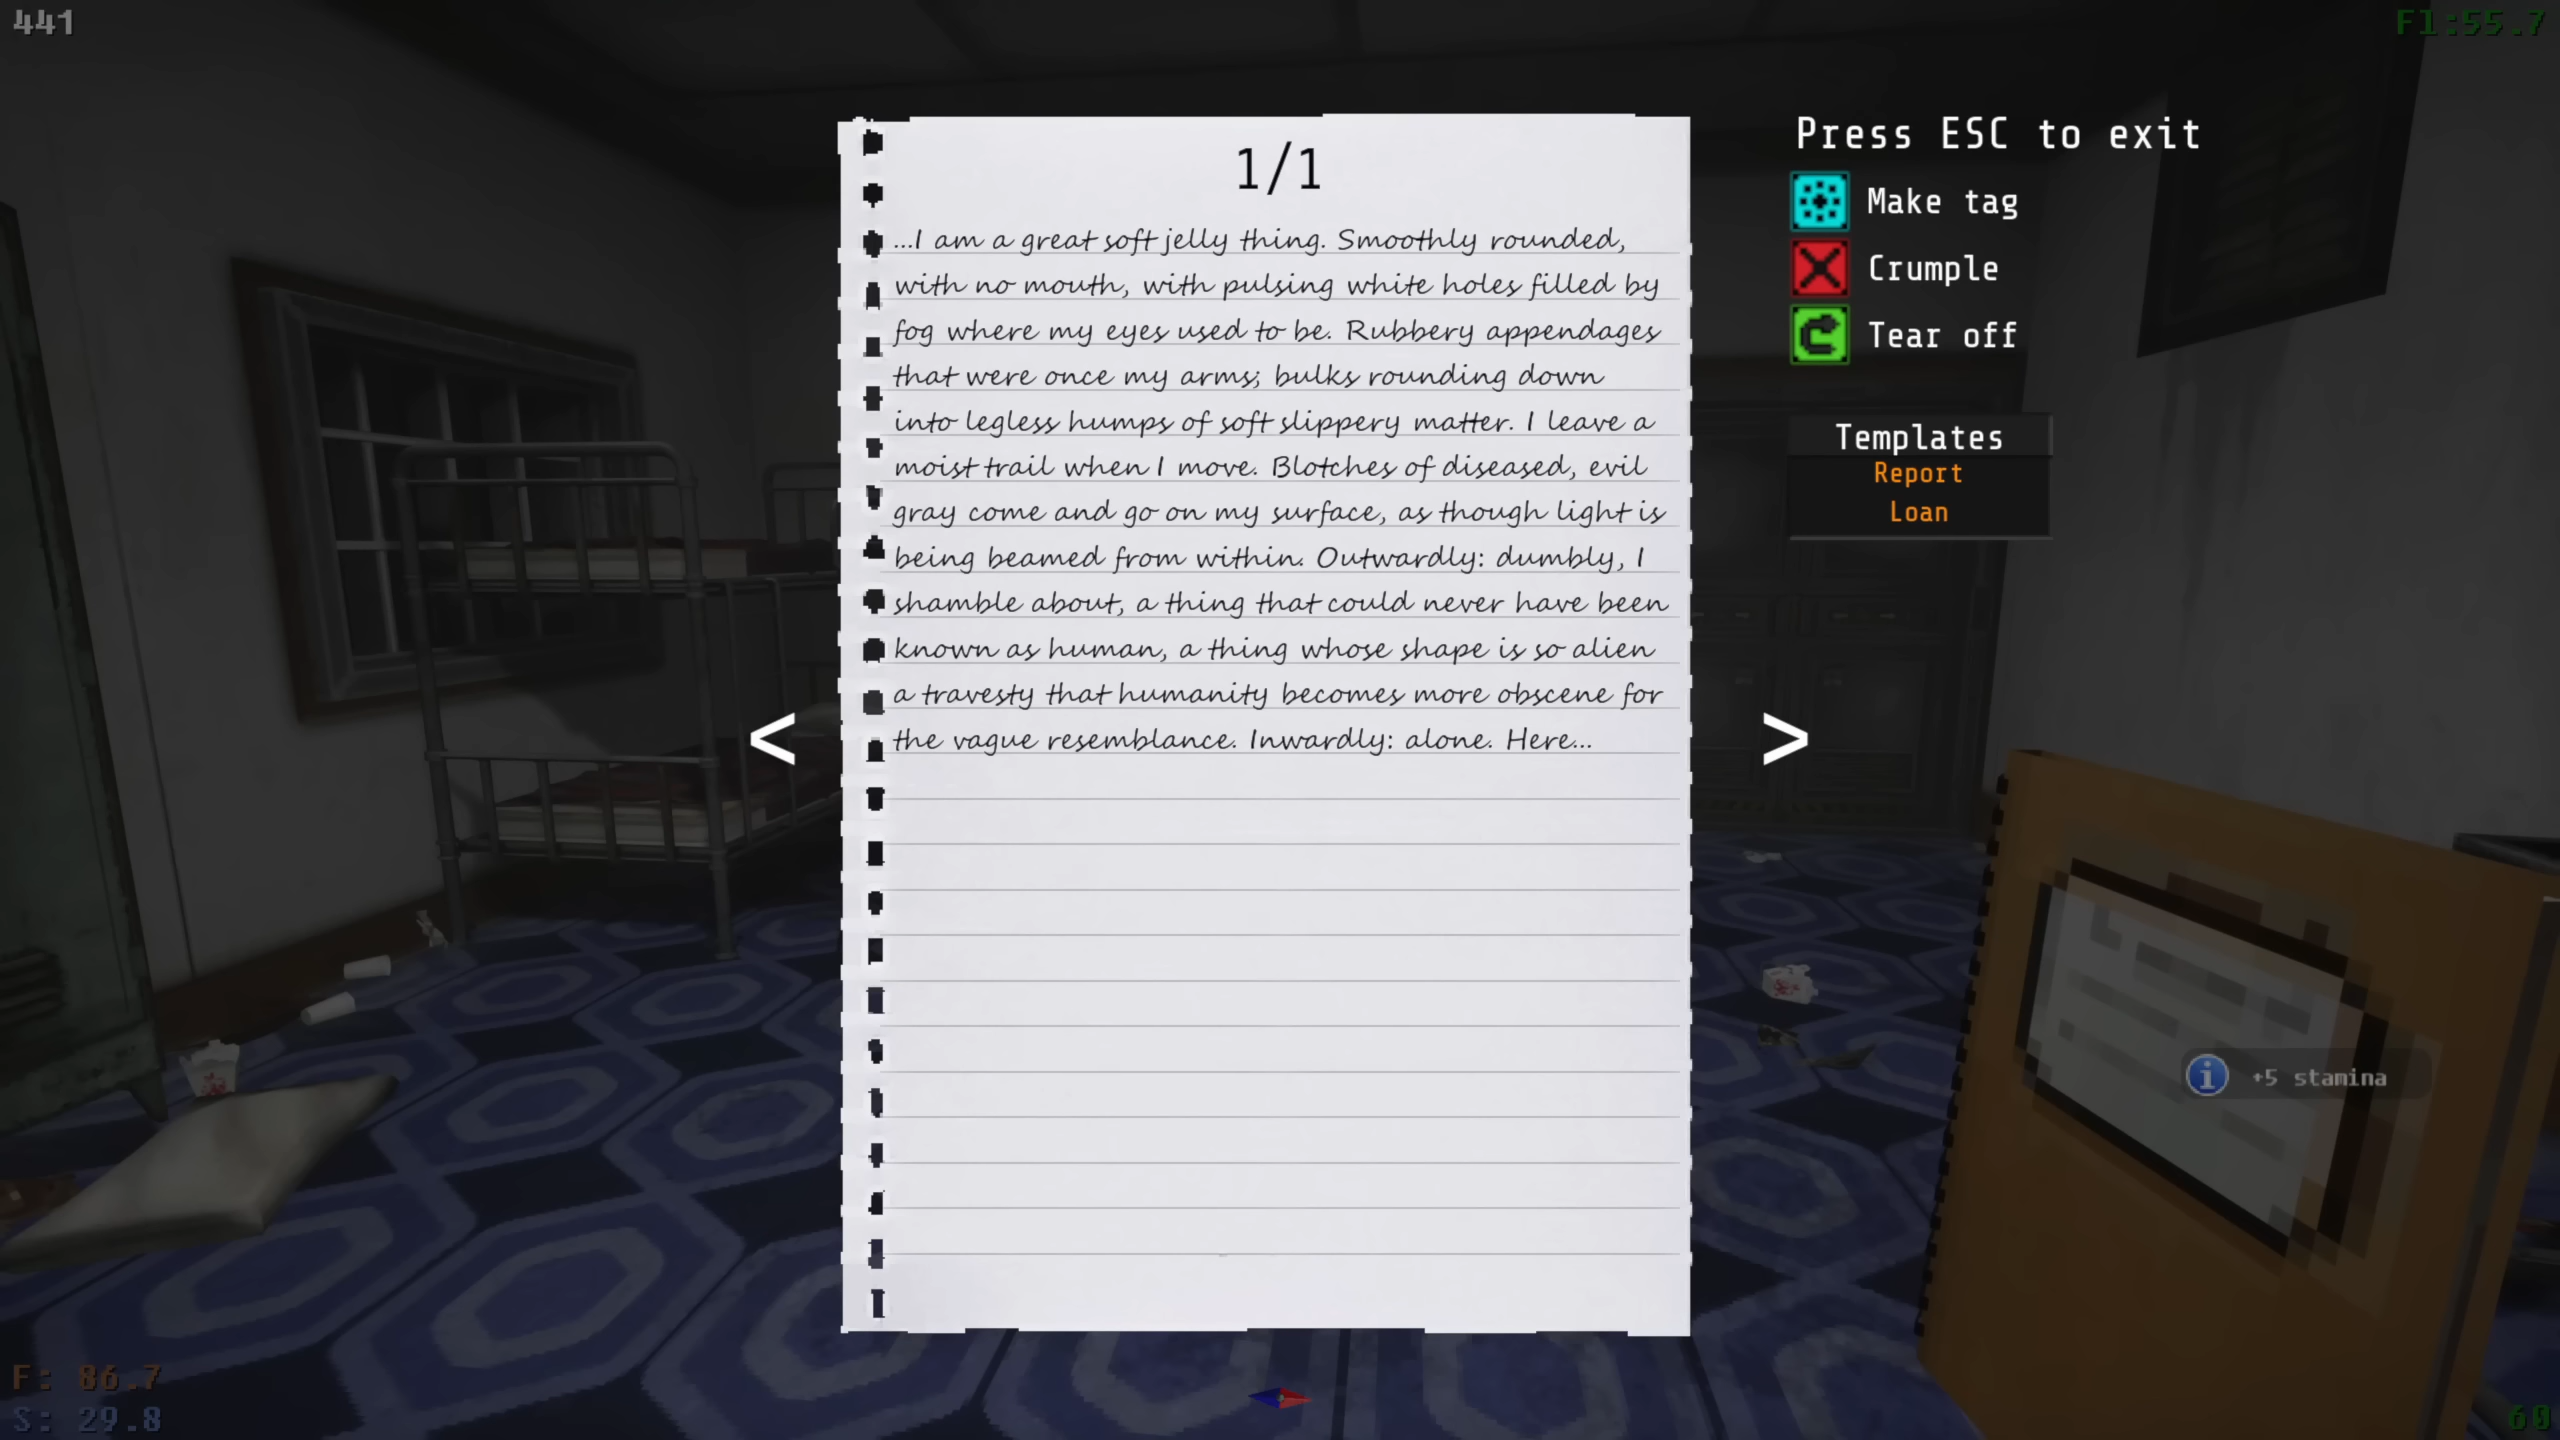 441
F1:55.7
Press ESC to exit
Make tag
Crumple
Tear off
Templates
Report
Loan
1/1
...I am a great soft jelly thing. Smoothly rounded,
with no mouth, with pulsing white holes filled by
fog where my eyes used to be. Rubbery appendages
that were once my arms; bulks rounding down
into legless humps of soft slippery matter. I leave a
moist trail when I move. Blotches of diseased, evil
gray come and go on my surface, as though light is
being beamed from within. Outwardly: dumbly, I
shamble about, a thing that could never have been
known as human, a thing whose shape is so alien
a travesty that humanity becomes more obscene for
the vague resemblance. Inwardly: alone. Here...
<
>
+5 stamina
F: 86.7
S: 29.8
60